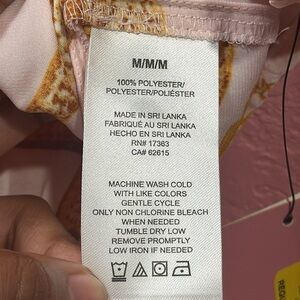 M/M/M
100% POLYESTER/
POLYESTER/POLIÉSTER
MADE IN SRI LANKA
FABRIQUÉ AU SRI LANKA
HECHO EN SRI LANKA
RN# 17363
CA# 62615
MACHINE WASH COLD
WITH LIKE COLORS
GENTLE CYCLE
ONLY NON CHLORINE BLEACH
WHEN NEEDED
TUMBLE DRY LOW
REMOVE PROMPTLY
LOW IRON IF NEEDED